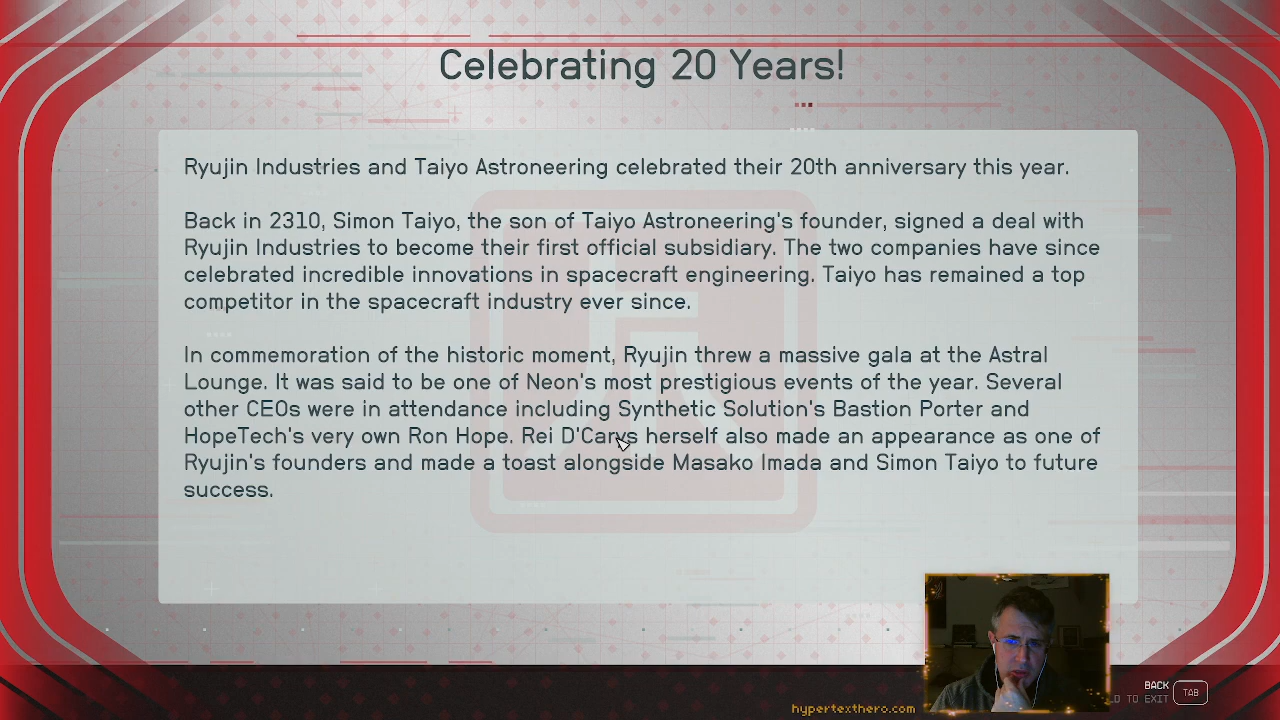 Celebrating 20 Years!
Ryujin Industries and Taiyo Astroneering celebrated their 20th anniversary this year.
Back in 2310, Simon Taiyo, the son of Taiyo Astroneering's founder, signed a deal with
Ryujin Industries to become their first official subsidiary. The two companies have since
celebrated incredible innovations in spacecraft engineering. Taiyo has remained a top
competitor in the spacecraft industry ever since.
In commemoration of the historic moment, Ryujin threw a massive gala at the Astral
Lounge. It was said to be one of Neon's most prestigious events of the year. Several
other CEOs were in attendance including Synthetic Solution's Bastion Porter and
HopeTech's very own Ron Hope. Rei D'Carus herself also made an appearance as one of
Ryujin's founders and made a toast alongside Masako Imada and Simon Taiyo to future
success.
BACK
TAB
TO EXIT
hypertexthero.com